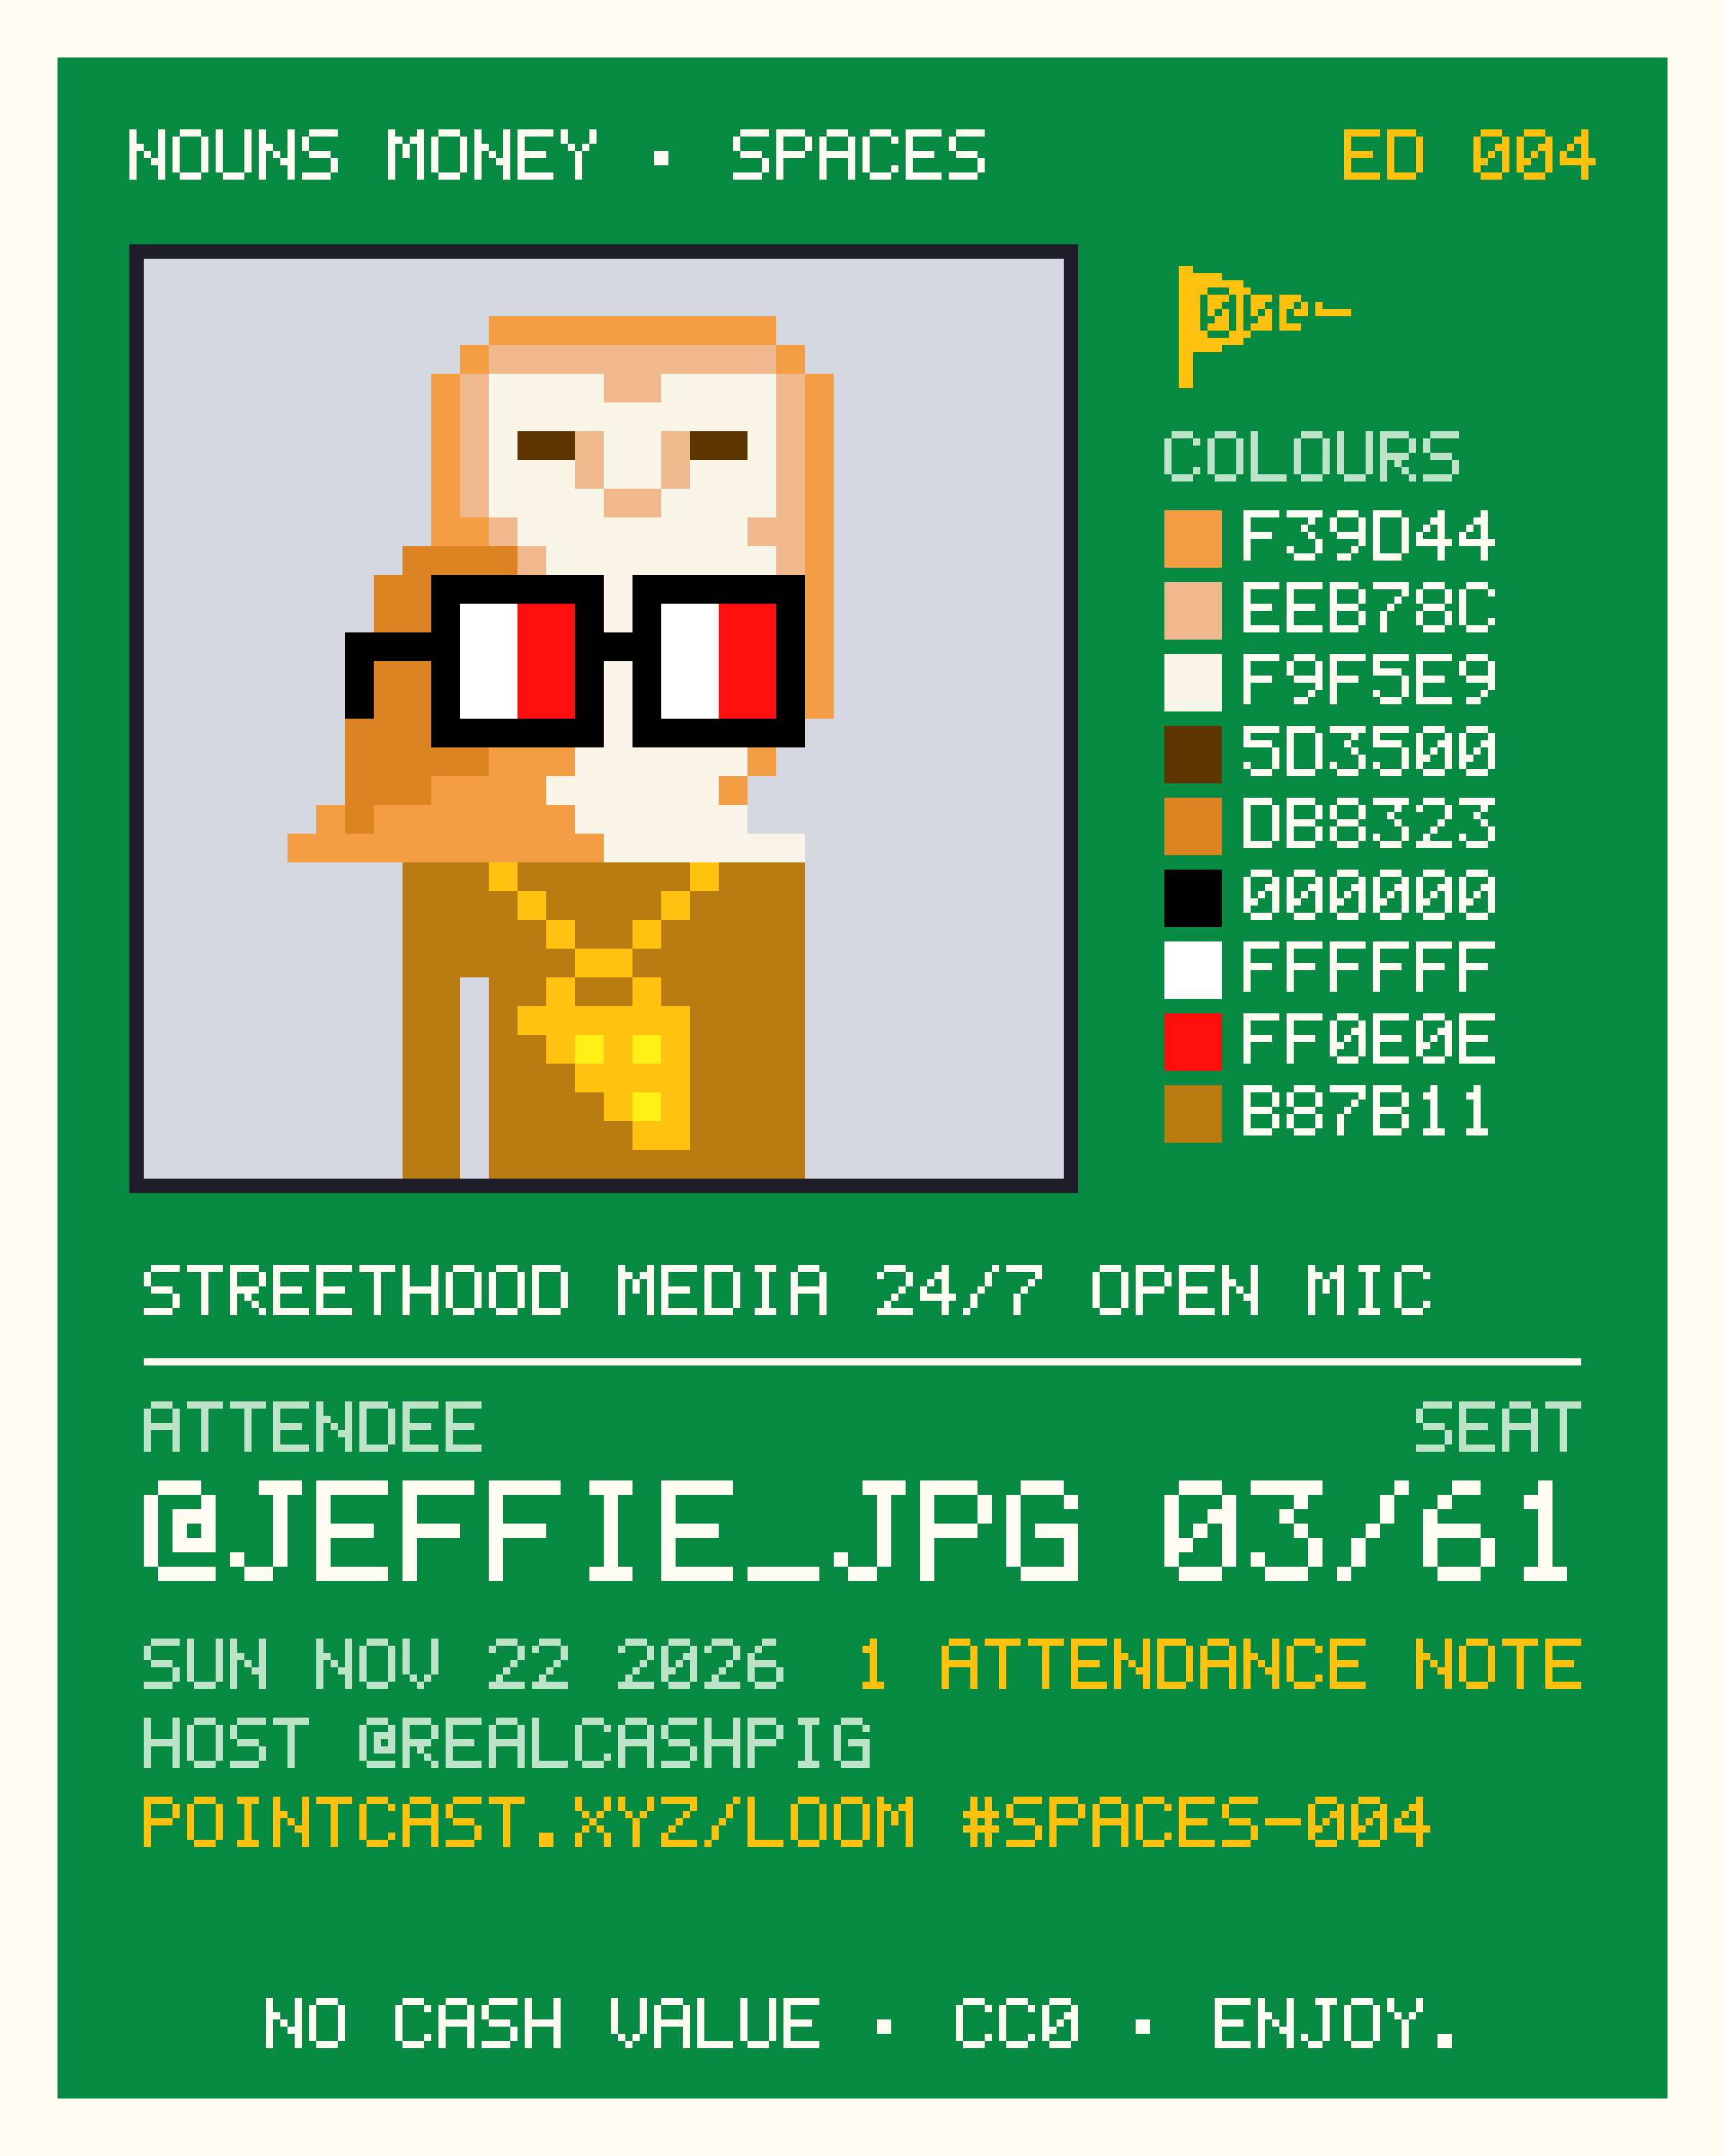 NOUNS MONEY · SPACES
ED 004
COLOURS
F39D44
EEB78C
F9F5E9
5D3500
DB8323
000000
FFFFFF
FF0E0E
B87B11
STREETHOOD MEDIA 24/7 OPEN MIC
ATTENDEE SEAT
@JEFFIE_JPG 03/61
SUN NOV 22 2026 1 ATTENDANCE NOTE
HOST @REALCASHPIG
POINTCAST.XYZ/LOOM #SPACES-004
NO CASH VALUE · CC0 · ENJOY.